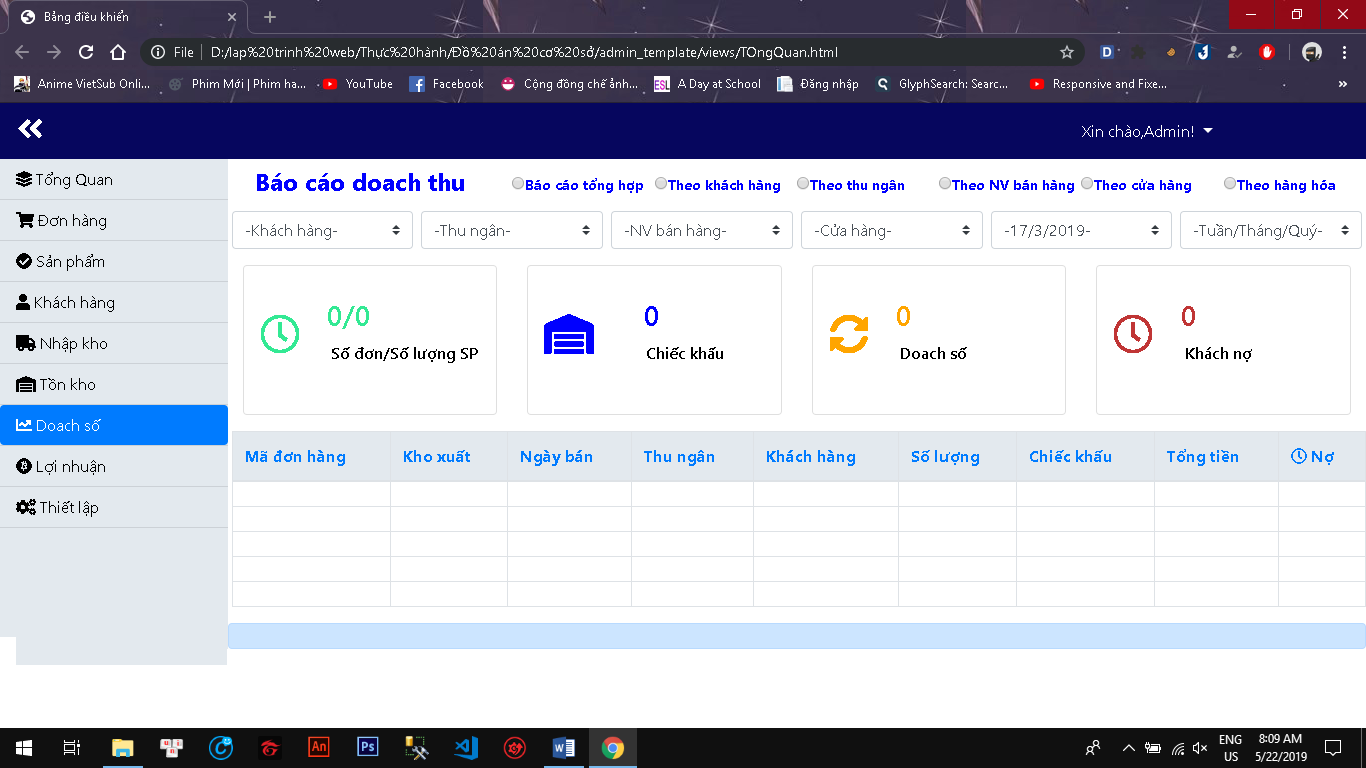 Bảng điều khiển
File
D:/lap%20trinh%20web/Thực%20hành/Đồ%20án%20cơ%20sở/admin_template/views/TOngQuan.html
Anime VietSub Onli...
Phim Mới | Phim ha...
YouTube
Facebook
Cộng đồng chế ảnh...
ESL
A Day at School
Đăng nhập
GlyphSearch: Searc...
Responsive and Fixe...
Xin chào,Admin!
Tổng Quan
Đơn hàng
Sản phẩm
Khách hàng
Nhập kho
Tồn kho
Doach số
Lợi nhuận
Thiết lập
Báo cáo doach thu
Báo cáo tổng hợp
Theo khách hàng
Theo thu ngân
Theo NV bán hàng
Theo cửa hàng
Theo hàng hóa
-Khách hàng-
-Thu ngân-
-NV bán hàng-
-Cửa hàng-
-17/3/2019-
-Tuần/Tháng/Quý-
0/0
Số đơn/Số lượng SP
0
Chiếc khấu
0
Doach số
0
Khách nợ
Mã đơn hàng
Kho xuất
Ngày bán
Thu ngân
Khách hàng
Số lượng
Chiếc khấu
Tổng tiền
Nợ
An
Ps
ENG
US
8:09 AM
5/22/2019